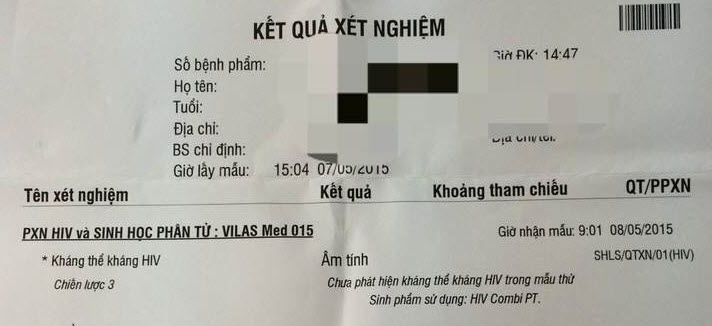 KẾT QUẢ XÉT NGHIỆM
Số bệnh phẩm:
Giờ ĐK: 14:47
Họ tên:
Tuổi:
Địa chỉ:
BS chỉ định:
Giờ lấy mẫu: 15:04 07/05/2015
Tên xét nghiệm Kết quả Khoảng tham chiếu QT/PPXN
PXN HIV và SINH HỌC PHÂN TỬ : VILAS Med 015 Giờ nhận mẫu: 9:01 08/05/2015
* Kháng thể kháng HIV Âm tính SHLS/QTXN/01(HIV)
Chiến lược 3 Chưa phát hiện kháng thể kháng HIV trong mẫu thử
Sinh phẩm sử dụng: HIV Combi PT.